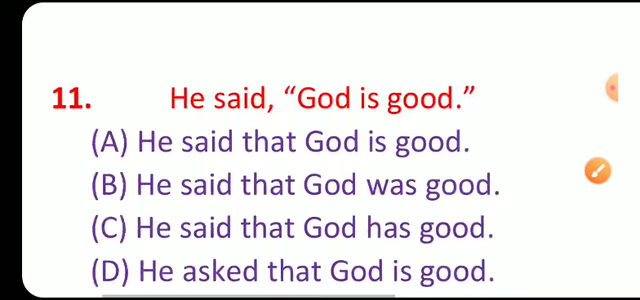 11. He said, “God is good.”
(A) He said that God is good.
(B) He said that God was good.
(C) He said that God has good.
(D) He asked that God is good.